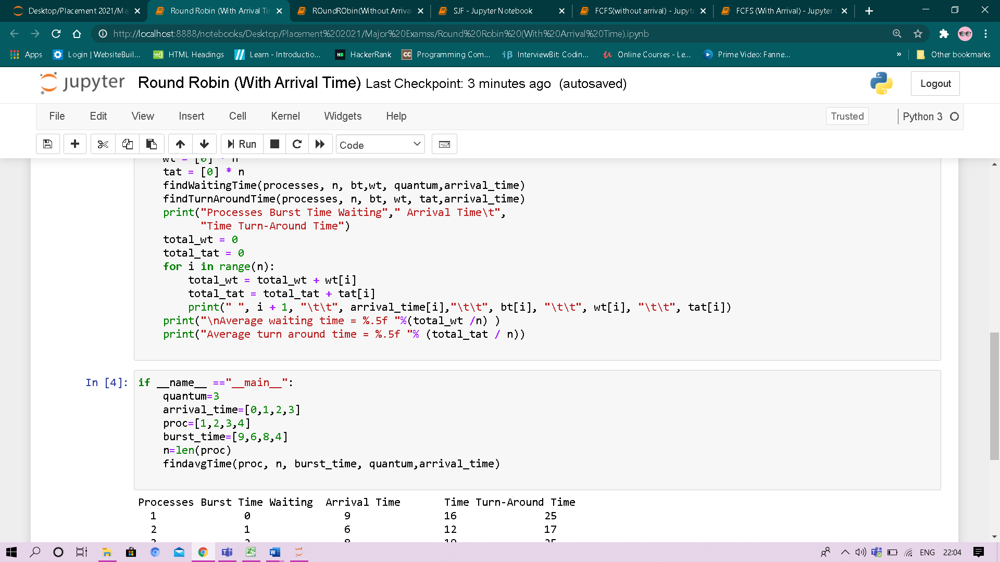 Desktop/Placement 2021/Ma
Round Robin (With Arrival Tir
ROundRObin(Without Arriva
SJF - Jupyter Notebook
FCFS(without arrival) - Jupyte
FCFS (With Arrival) - Jupyter
http://localhost:8888/notebooks/Desktop/Placement%202021/Major%20Examss/Round%20Robin%20(With%20Arrival%20Time).ipynb
Apps
Login | WebsiteBuil...
HTML Headings
Learn - Introductio...
HackerRank
Programming Com...
InterviewBit: Codin...
Online Courses - Le...
Prime Video: Fanne...
»
Other bookmarks
jupyter Round Robin (With Arrival Time) Last Checkpoint: 3 minutes ago (autosaved)
Logout
File Edit View Insert Cell Kernel Widgets Help
Trusted
Python 3
Run
Code
wt = [0] * n
tat = [0] * n
findWaitingTime(processes, n, bt,wt, quantum,arrival_time)
findTurnAroundTime(processes, n, bt, wt, tat,arrival_time)
print("Processes Burst Time Waiting"," Arrival Time\t",
"Time Turn-Around Time")
total_wt = 0
total_tat = 0
for i in range(n):
total_wt = total_wt + wt[i]
total_tat = total_tat + tat[i]
print(" ", i + 1, "\t\t", arrival_time[i],"\t\t", bt[i], "\t\t", wt[i], "\t\t", tat[i])
print("\nAverage waiting time = %.5f "%(total_wt /n) )
print("Average turn around time = %.5f "% (total_tat / n))
In [4]: if __name__ =="__main__":
quantum=3
arrival_time=[0,1,2,3]
proc=[1,2,3,4]
burst_time=[9,6,8,4]
n=len(proc)
findavgTime(proc, n, burst_time, quantum,arrival_time)
Processes Burst Time Waiting  Arrival Time Time Turn-Around Time
1 0 9 16 25
2 1 6 12 17
ENG 22:04